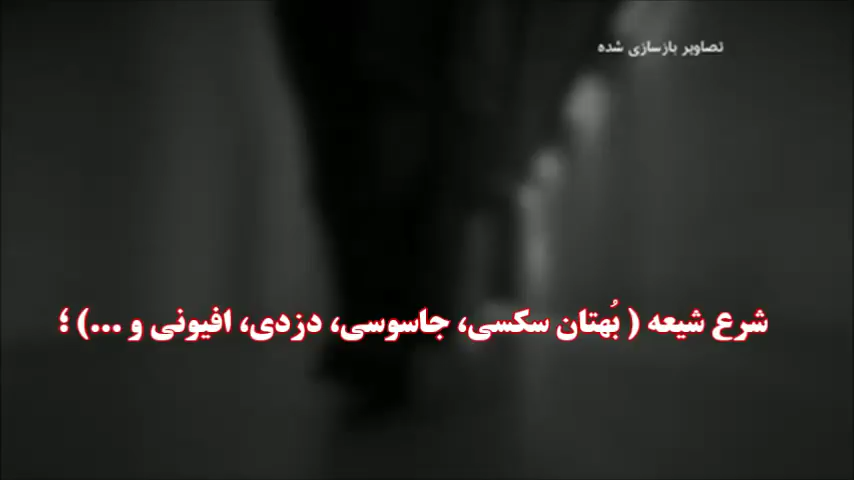 تصاویر بازسازی شده
شرع شیعه ( بُهتان سکسی، جاسوسی، دزدی، افیونی و ...) ؛